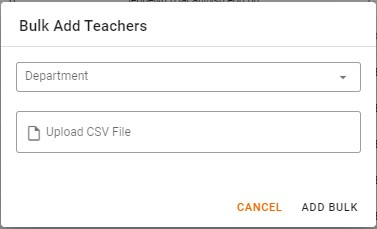 Bulk Add Teachers
Department
Upload CSV File
CANCEL ADD BULK